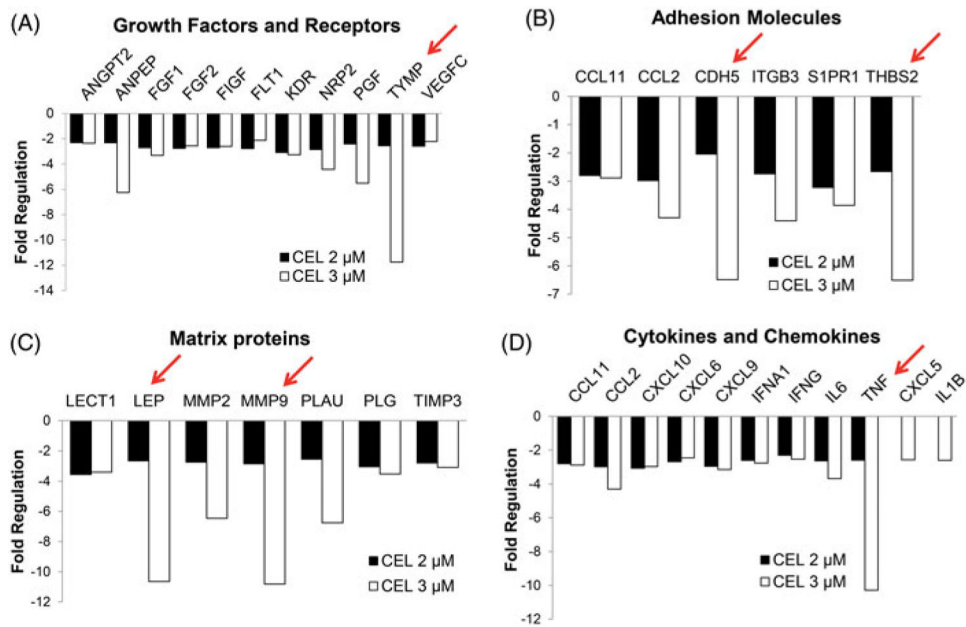 (A)
Growth Factors and Receptors
ANGPT2 ANPEP FGF1 FGF2 FIGF FLT1 KDR NRP2 PGF TYMP VEGFC
0
-2
-4
-6
-8
-10
-12
-14
Fold Regulation
CEL 2 µM
CEL 3 µM
(B)
Adhesion Molecules
CCL11 CCL2 CDH5 ITGB3 S1PR1 THBS2
0
-1
-2
-3
-4
-5
-6
-7
Fold Regulation
CEL 2 µM
CEL 3 µM
(C)
Matrix proteins
LECT1 LEP MMP2 MMP9 PLAU PLG TIMP3
0
-2
-4
-6
-8
-10
-12
Fold Regulation
CEL 2 µM
CEL 3 µM
(D)
Cytokines and Chemokines
CCL11 CCL2 CXCL10 CXCL6 CXCL9 IFNA1 IFNG IL6 TNF CXCL5 IL1B
0
-2
-4
-6
-8
-10
-12
Fold Regulation
CEL 2 µM
CEL 3 µM